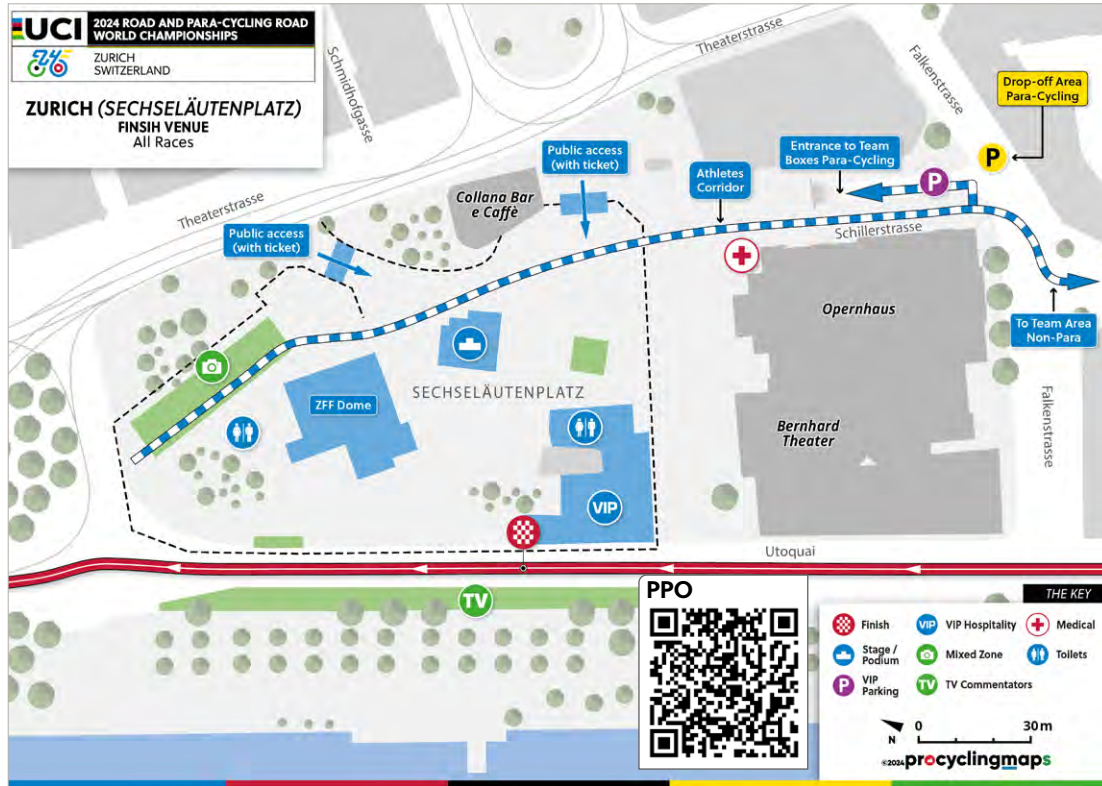 UCI
2024 ROAD AND PARA-CYCLING ROAD
WORLD CHAMPIONSHIPS
ZURICH
SWITZERLAND
ZURICH (SECHSELÄUTENPLATZ)
FINSIH VENUE
All Races
Schmidhofgasse
Theaterstrasse
Falkenstrasse
Drop-off Area
Para-Cycling
P
Public access
(with ticket)
Entrance to Team
Boxes Para-Cycling
Athletes
Corridor
P
Collana Bar
e Caffè
Theaterstrasse
Public access
(with ticket)
Schillerstrasse
Opernhaus
To Team Area
Non-Para
ZFF Dome
SECHSELÄUTENPLATZ
Bernhard
Theater
Falkenstrasse
VIP
Utoquai
TV
PPO
THE KEY
Finish
VIP
VIP Hospitality
Medical
Stage /
Podium
Mixed Zone
Toilets
P
VIP
Parking
TV
TV Commentators
N
0
30 m
©2024 procyclingmaps